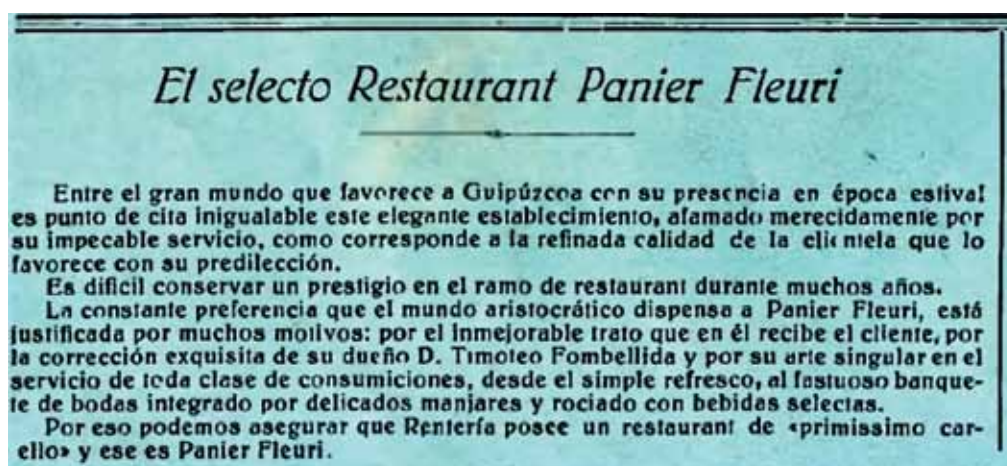 El selecto Restaurant Panier Fleuri
Entre el gran mundo que favorece a Guipúzcoa con su presencia en época estival
es punto de cita inigualable este elegante establecimiento, afamado merecidamente por
su impecable servicio, como corresponde a la refinada calidad de la clientela que lo
favorece con su predilección.
Es dificil conservar un prestigio en el ramo de restaurant durante muchos años.
La constante preferencia que el mundo aristocrático dispensa a Panier Fleuri, está
justificada por muchos motivos: por el inmejorable trato que en él recibe el cliente, por
la corrección exquisita de su dueño D. Timoteo Fombellida y por su arte singular en el
servicio de toda clase de consumiciones, desde el simple refresco, al fastuoso banque-
te de bodas integrado por delicados manjares y rociado con bebidas selectas.
Por eso podemos asegurar que Rentería posee un restaurant de «primissimo car-
ello» y ese es Panier Fleuri.